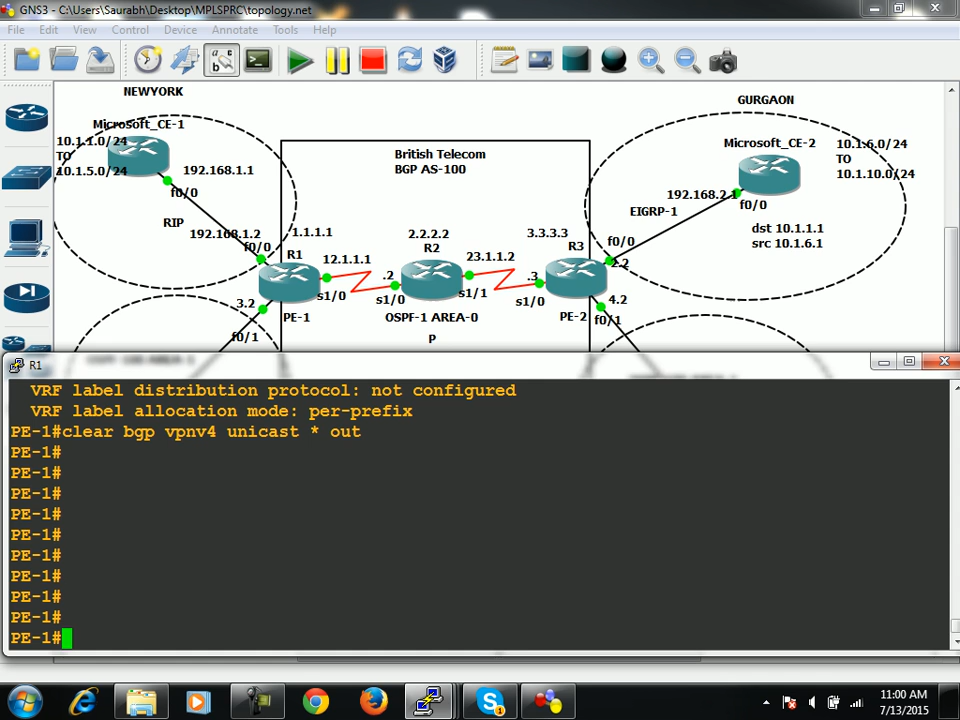 GNS3 - C:\Users\Saurabh\Desktop\MPLSPRC\topology.net
File Edit View Control Device Annotate Tools Help
NEWYORK
GURGAON
Microsoft_CE-1
10.1.1.0/24
TO
10.1.5.0/24
192.168.1.1
f0/0
RIP
192.168.1.2
f0/0
British Telecom
BGP AS-100
Microsoft_CE-2
10.1.6.0/24
TO
10.1.10.0/24
192.168.2.1
f0/0
EIGRP-1
dst 10.1.1.1
src 10.1.6.1
1.1.1.1
R1
12.1.1.1
s1/0
PE-1
3.2
f0/1
2.2.2.2
R2
.2
s1/0
23.1.1.2
s1/1
OSPF-1 AREA-0
P
3.3.3.3
R3
.3
s1/0
f0/0
2.2
PE-2
4.2
f0/1
R1
VRF label distribution protocol: not configured
VRF label allocation mode: per-prefix
PE-1#clear bgp vpnv4 unicast * out
PE-1#
PE-1#
PE-1#
PE-1#
PE-1#
PE-1#
PE-1#
PE-1#
PE-1#
PE-1#
11:00 AM
7/13/2015